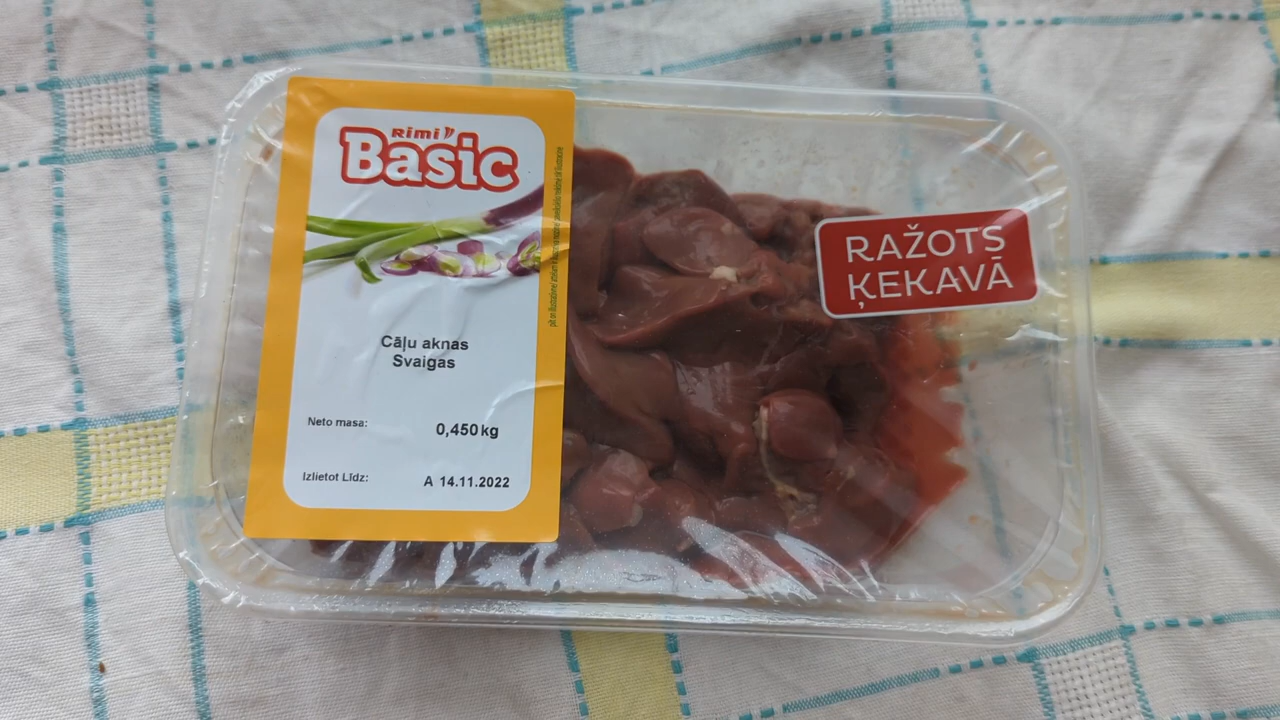 Rimi
Basic
Cāļu aknas
Svaigas
Neto masa: 0,450 kg
Izlietot Līdz: A 14.11.2022
RAŽOTS
ĶEKAVĀ